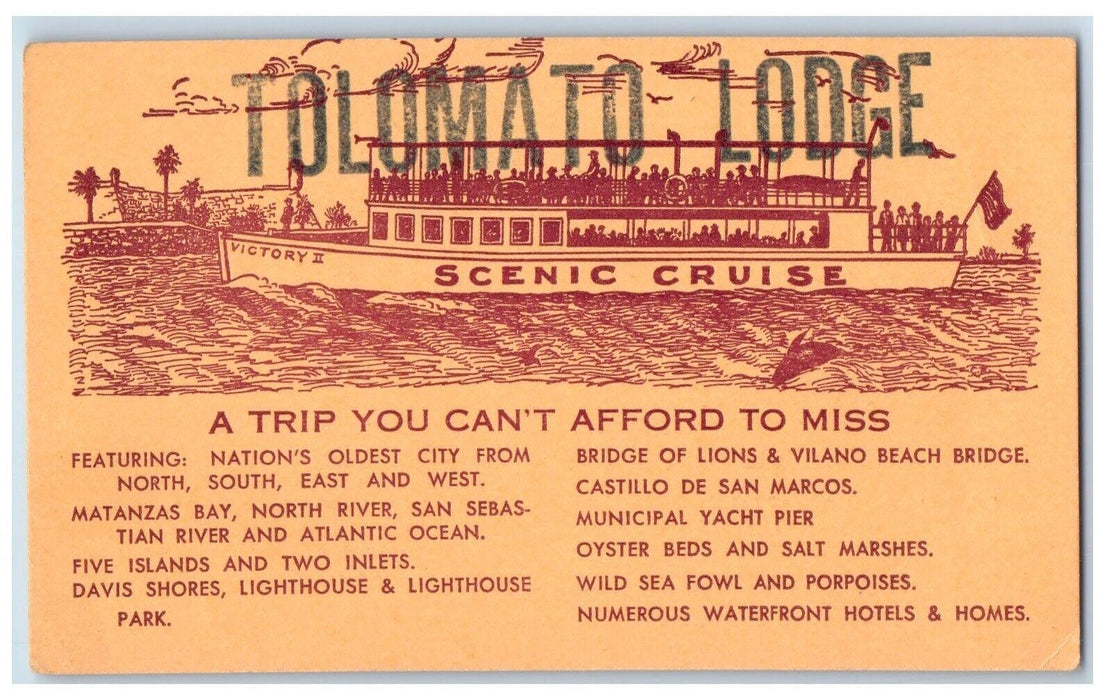 TOLOMATO LODGE
VICTORY II
SCENIC CRUISE
A TRIP YOU CAN'T AFFORD TO MISS
FEATURING: NATION'S OLDEST CITY FROM
NORTH, SOUTH, EAST AND WEST.
MATANZAS BAY, NORTH RIVER, SAN SEBAS-
TIAN RIVER AND ATLANTIC OCEAN.
FIVE ISLANDS AND TWO INLETS.
DAVIS SHORES, LIGHTHOUSE & LIGHTHOUSE
PARK.
BRIDGE OF LIONS & VILANO BEACH BRIDGE.
CASTILLO DE SAN MARCOS.
MUNICIPAL YACHT PIER
OYSTER BEDS AND SALT MARSHES.
WILD SEA FOWL AND PORPOISES.
NUMEROUS WATERFRONT HOTELS & HOMES.